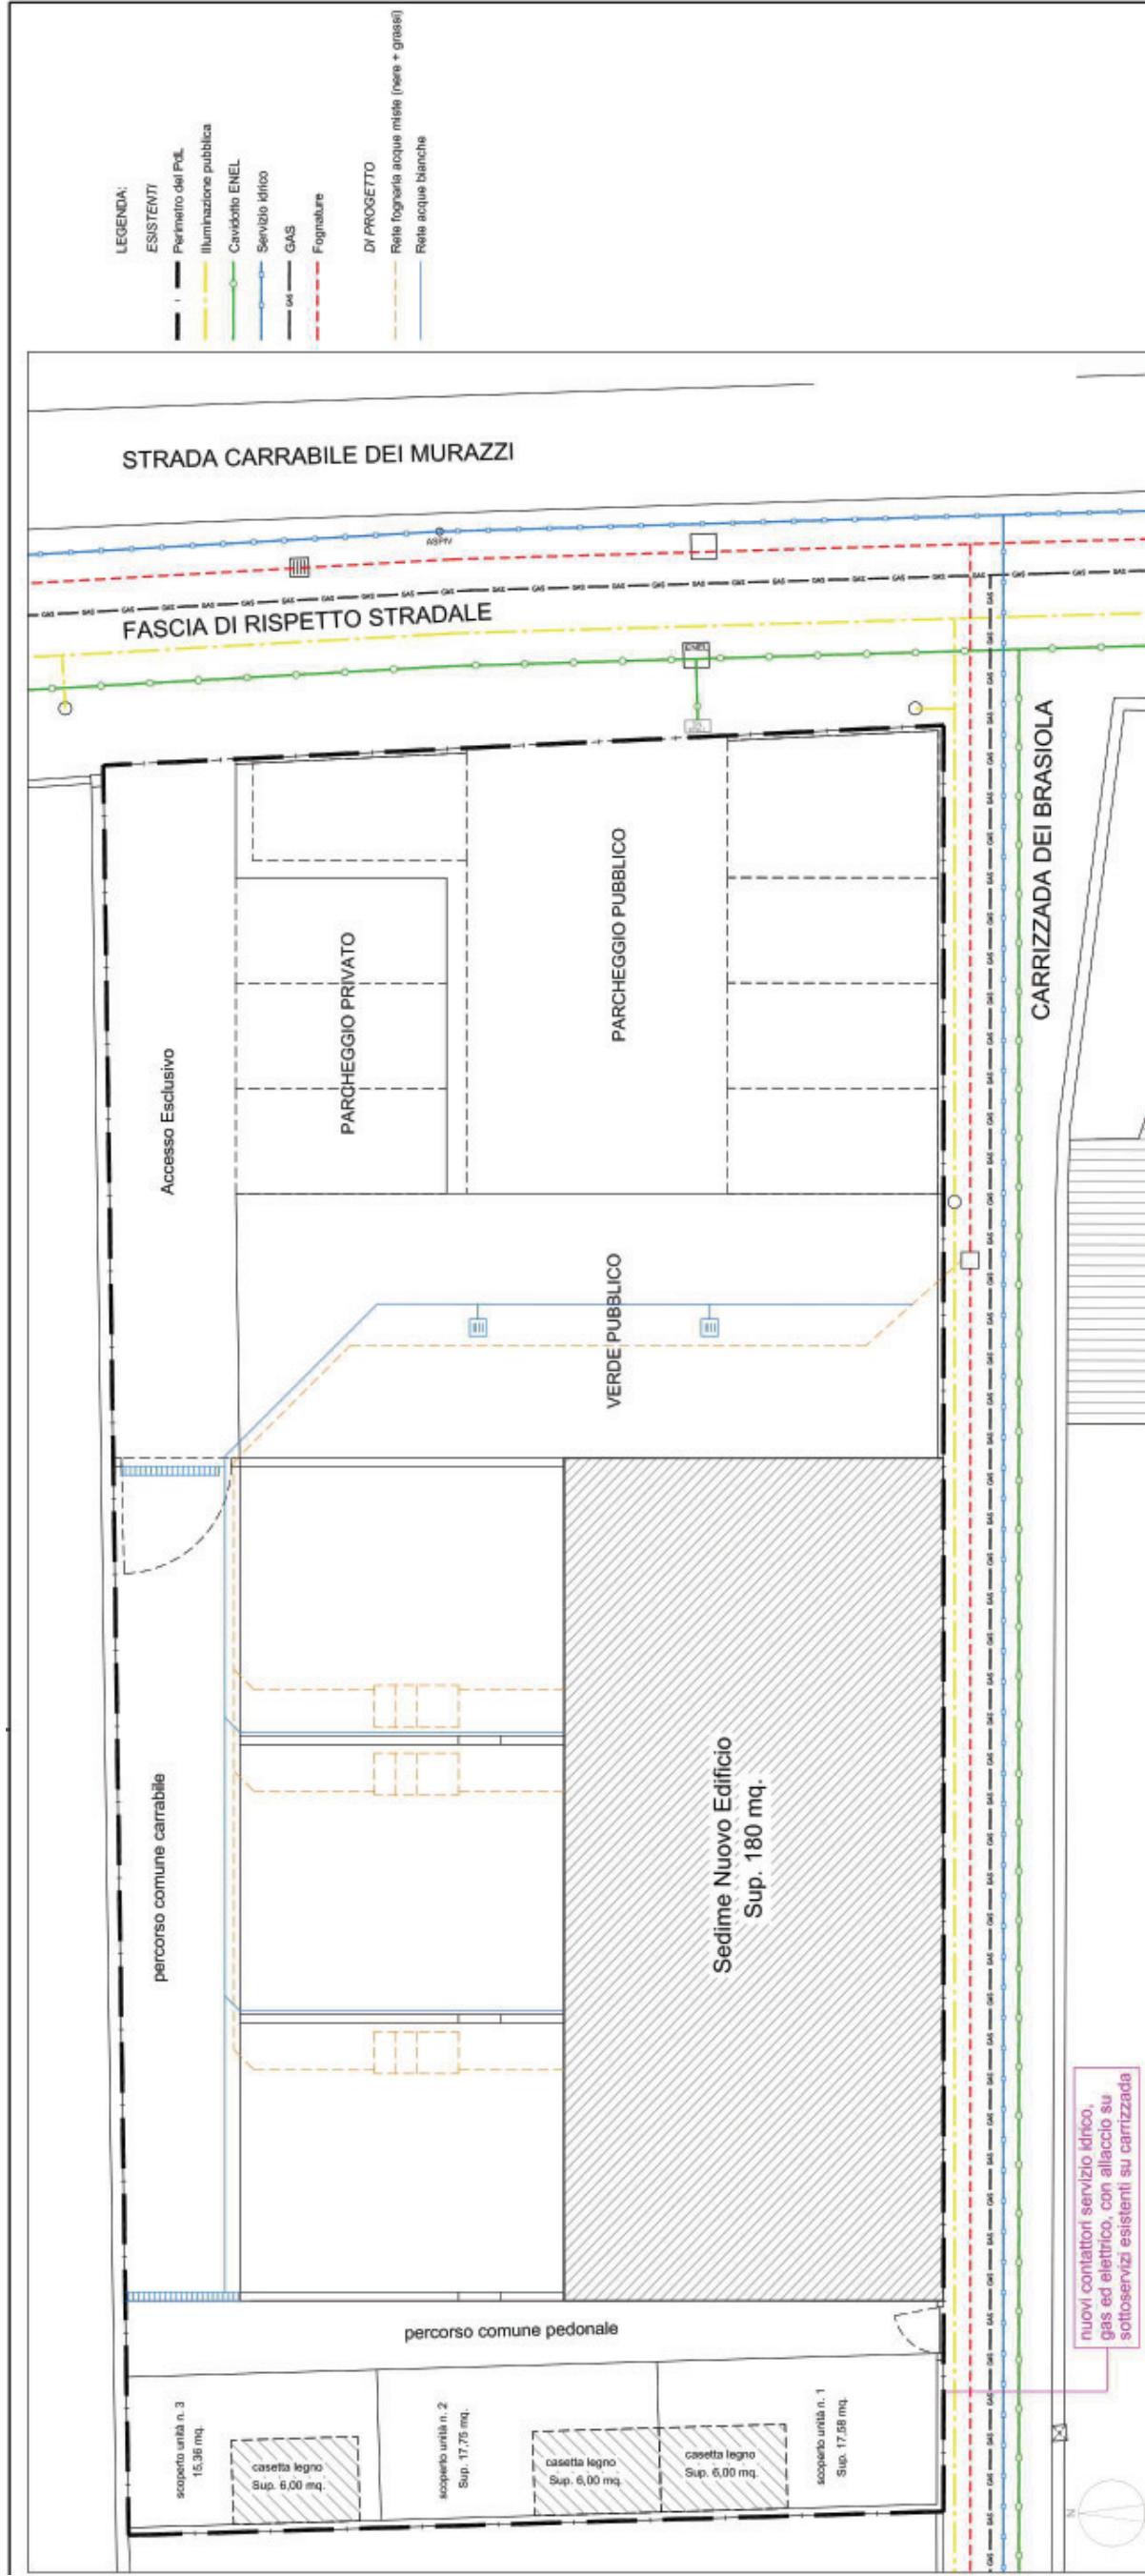 LEGENDA:
ESISTENTI
Perimetro del PdL
Illuminazione pubblica
Cavidotto ENEL
Servizio idrico
GAS
GAS
Fognature
DI PROGETTO
Rete fognaria acque miste (nere + grassi)
Rete acque bianche
STRADA CARRABILE DEI MURAZZI
ASPIV
FASCIA DI RISPETTO STRADALE
ENEL
CARRIZZADA DEI BRASIOLA
Accesso Esclusivo
PARCHEGGIO PRIVATO
PARCHEGGIO PUBBLICO
VERDE PUBBLICO
percorso comune carrabile
Sedime Nuovo Edificio
Sup. 180 mq.
percorso comune pedonale
scoperto unità n. 3
15,36 mq.
casetta legno
Sup. 6,00 mq.
scoperto unità n. 2
Sup. 17,75 mq.
casetta legno
Sup. 6,00 mq.
casetta legno
Sup. 6,00 mq.
scoperto unità n. 1
Sup. 17,58 mq.
nuovi contattori servizio idrico,
gas ed elettrico, con allaccio su
sottoservizi esistenti su carrizzada
N